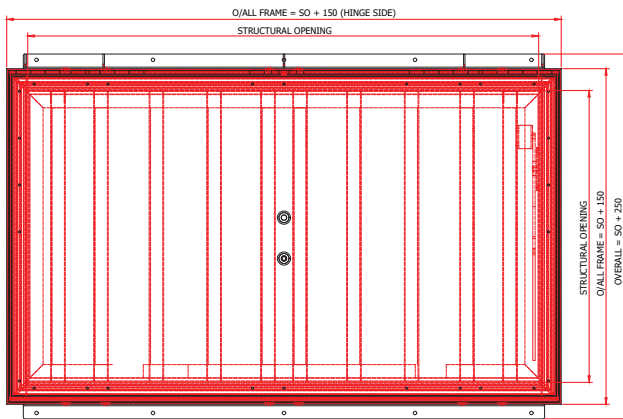 O/ALL FRAME = SO + 150 (HINGE SIDE)
STRUCTURAL OPENING
STRUCTURAL OPENING
O/ALL FRAME = SO + 150
OVERALL = SO + 250